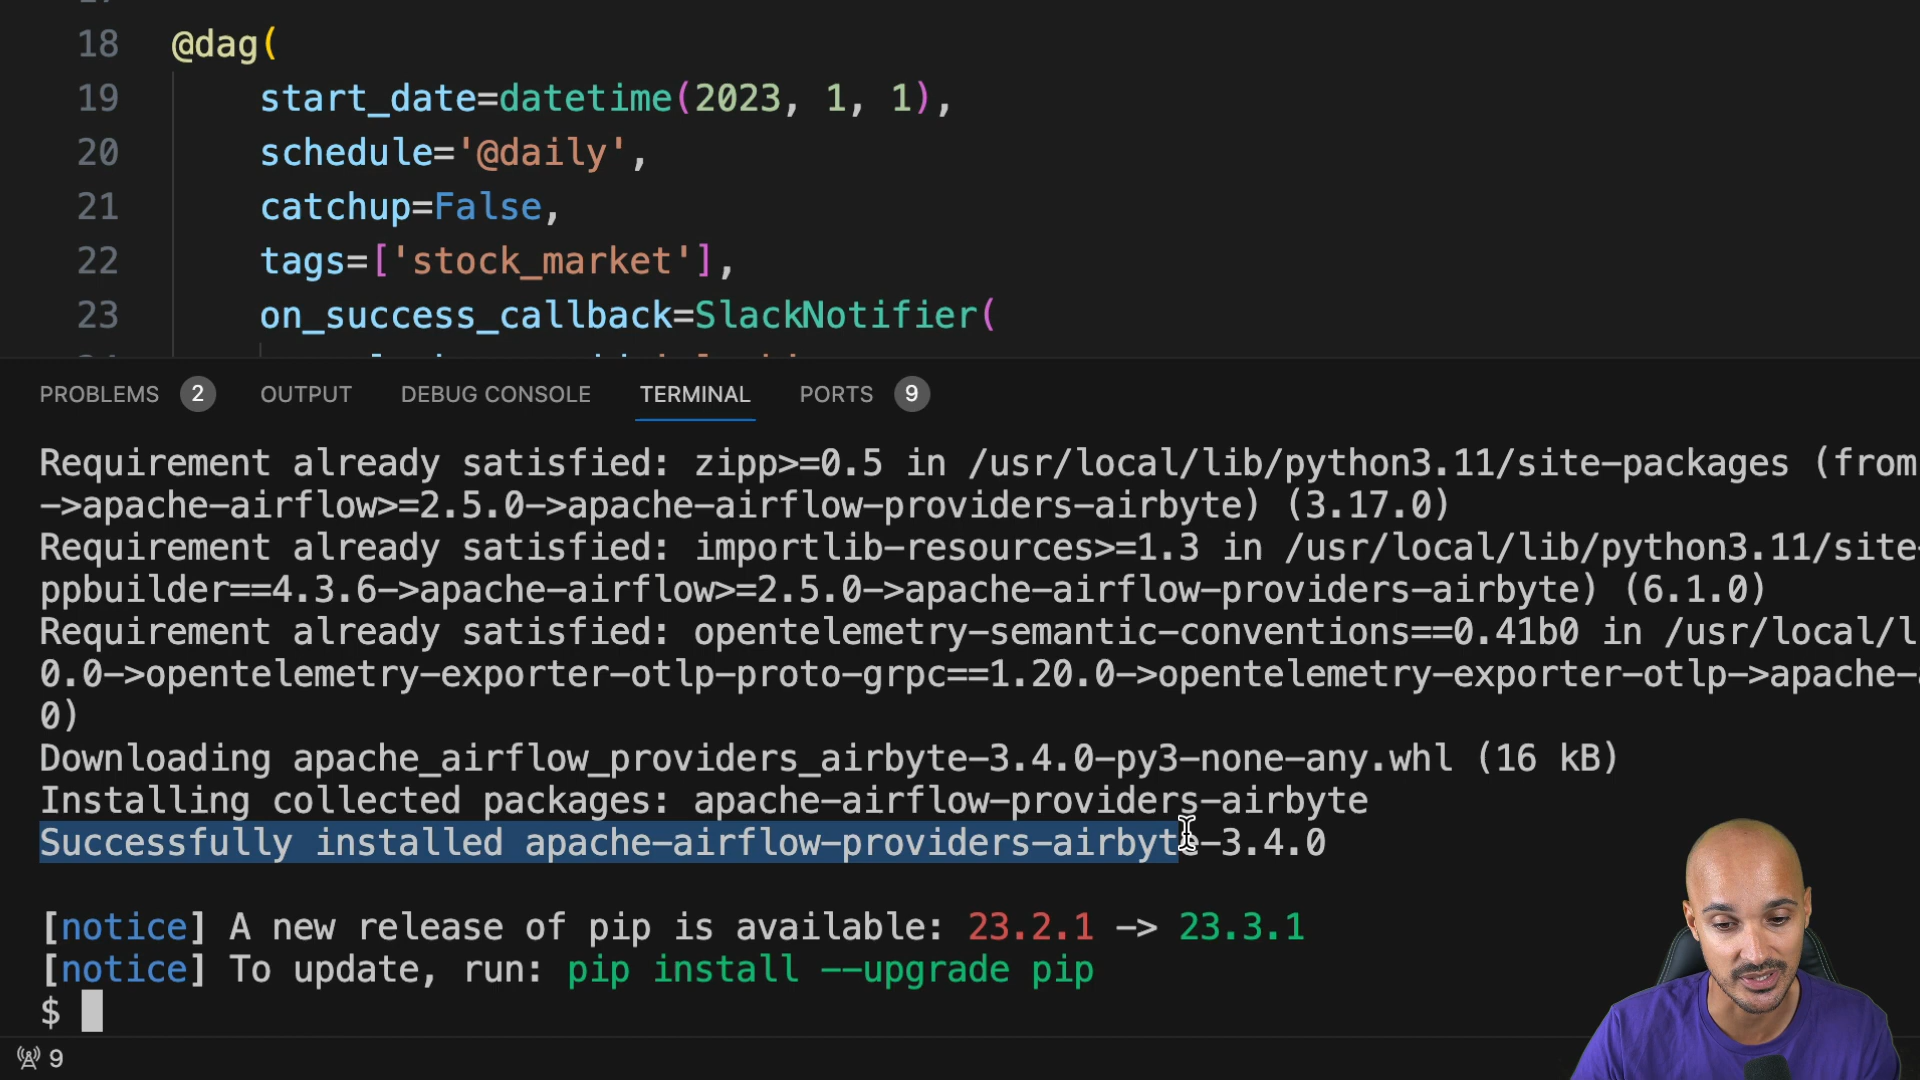 18 @dag(
19 start_date=datetime(2023, 1, 1),
20 schedule='@daily',
21 catchup=False,
22 tags=['stock_market'],
23 on_success_callback=SlackNotifier(
PROBLEMS 2 OUTPUT DEBUG CONSOLE TERMINAL PORTS 9
Requirement already satisfied: zipp>=0.5 in /usr/local/lib/python3.11/site-packages (from
->apache-airflow>=2.5.0->apache-airflow-providers-airbyte) (3.17.0)
Requirement already satisfied: importlib-resources>=1.3 in /usr/local/lib/python3.11/site-
ppbuilder==4.3.6->apache-airflow>=2.5.0->apache-airflow-providers-airbyte) (6.1.0)
Requirement already satisfied: opentelemetry-semantic-conventions==0.41b0 in /usr/local/l
0.0->opentelemetry-exporter-otlp-proto-grpc==1.20.0->opentelemetry-exporter-otlp->apache-
0)
Downloading apache_airflow_providers_airbyte-3.4.0-py3-none-any.whl (16 kB)
Installing collected packages: apache-airflow-providers-airbyte
Successfully installed apache-airflow-providers-airbyte-3.4.0
[notice] A new release of pip is available: 23.2.1 -> 23.3.1
[notice] To update, run: pip install --upgrade pip
$
9